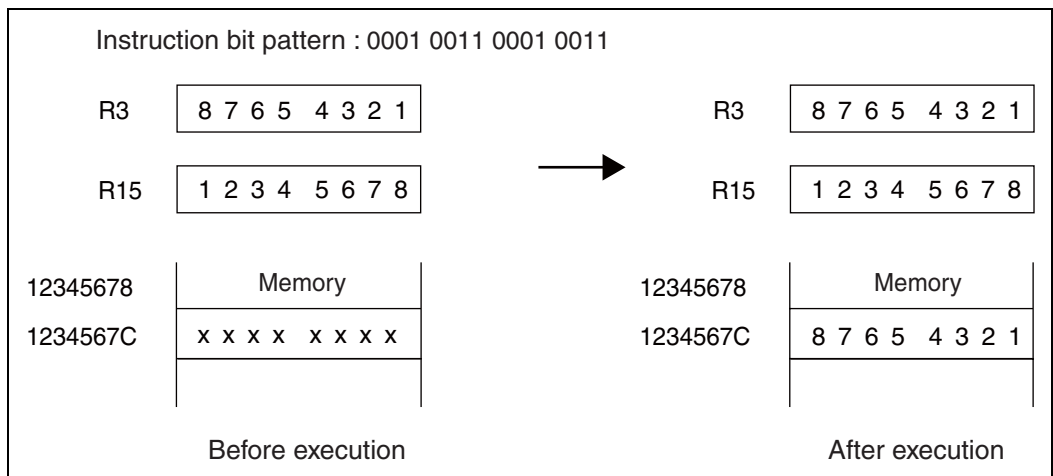 Instruction bit pattern : 0001 0011 0001 0011
R3 8 7 6 5 4 3 2 1 R3 8 7 6 5 4 3 2 1
R15 1 2 3 4 5 6 7 8 R15 1 2 3 4 5 6 7 8
12345678 Memory 12345678 Memory
1234567C x x x x x x x x 1234567C 8 7 6 5 4 3 2 1
Before execution After execution